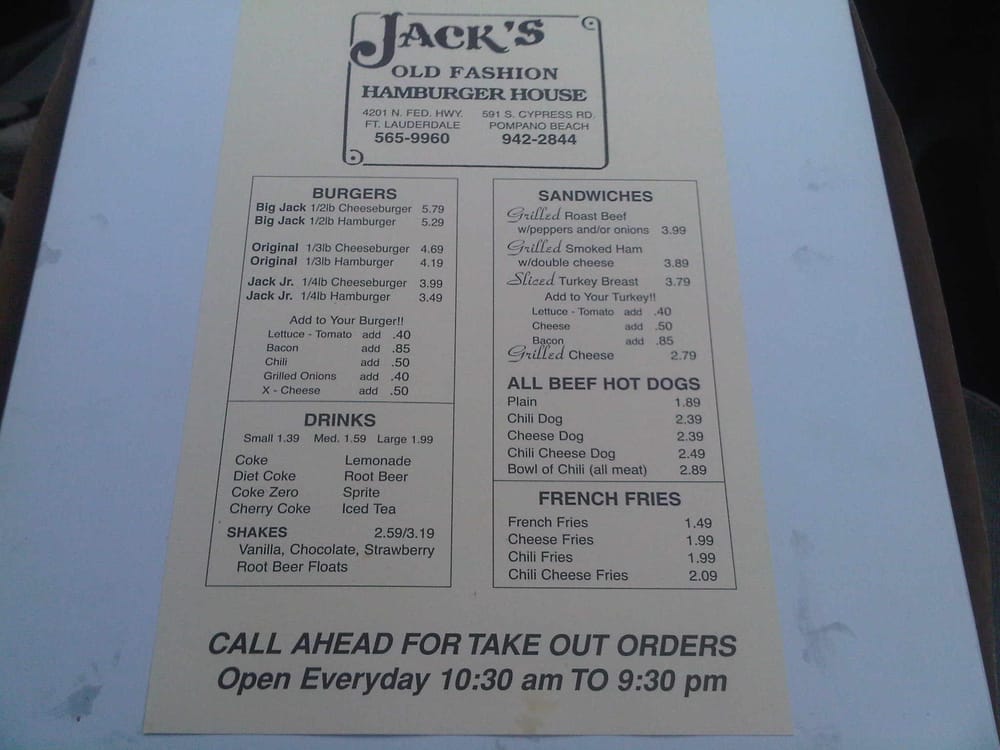 JACK'S
OLD FASHION
HAMBURGER HOUSE
4201 N. FED. HWY.
FT. LAUDERDALE
565-9960
591 S. CYPRESS RD.
POMPANO BEACH
942-2844
BURGERS
Big Jack 1/2lb Cheeseburger 5.79
Big Jack 1/2lb Hamburger 5.29
Original 1/3lb Cheeseburger 4.69
Original 1/3lb Hamburger 4.19
Jack Jr. 1/4lb Cheeseburger 3.99
Jack Jr. 1/4lb Hamburger 3.49
Add to Your Burger!!
Lettuce - Tomato add .40
Bacon add .85
Chili add .50
Grilled Onions add .40
X - Cheese add .50
DRINKS
Small 1.39 Med. 1.59 Large 1.99
Coke Lemonade
Diet Coke Root Beer
Coke Zero Sprite
Cherry Coke Iced Tea
SHAKES 2.59/3.19
Vanilla, Chocolate, Strawberry
Root Beer Floats
SANDWICHES
Grilled Roast Beef
w/peppers and/or onions 3.99
Grilled Smoked Ham
w/double cheese 3.89
Sliced Turkey Breast 3.79
Add to Your Turkey!!
Lettuce - Tomato add .40
Cheese add .50
Bacon add .85
Grilled Cheese 2.79
ALL BEEF HOT DOGS
Plain 1.89
Chili Dog 2.39
Cheese Dog 2.39
Chili Cheese Dog 2.49
Bowl of Chili (all meat) 2.89
FRENCH FRIES
French Fries 1.49
Cheese Fries 1.99
Chili Fries 1.99
Chili Cheese Fries 2.09
CALL AHEAD FOR TAKE OUT ORDERS
Open Everyday 10:30 am TO 9:30 pm